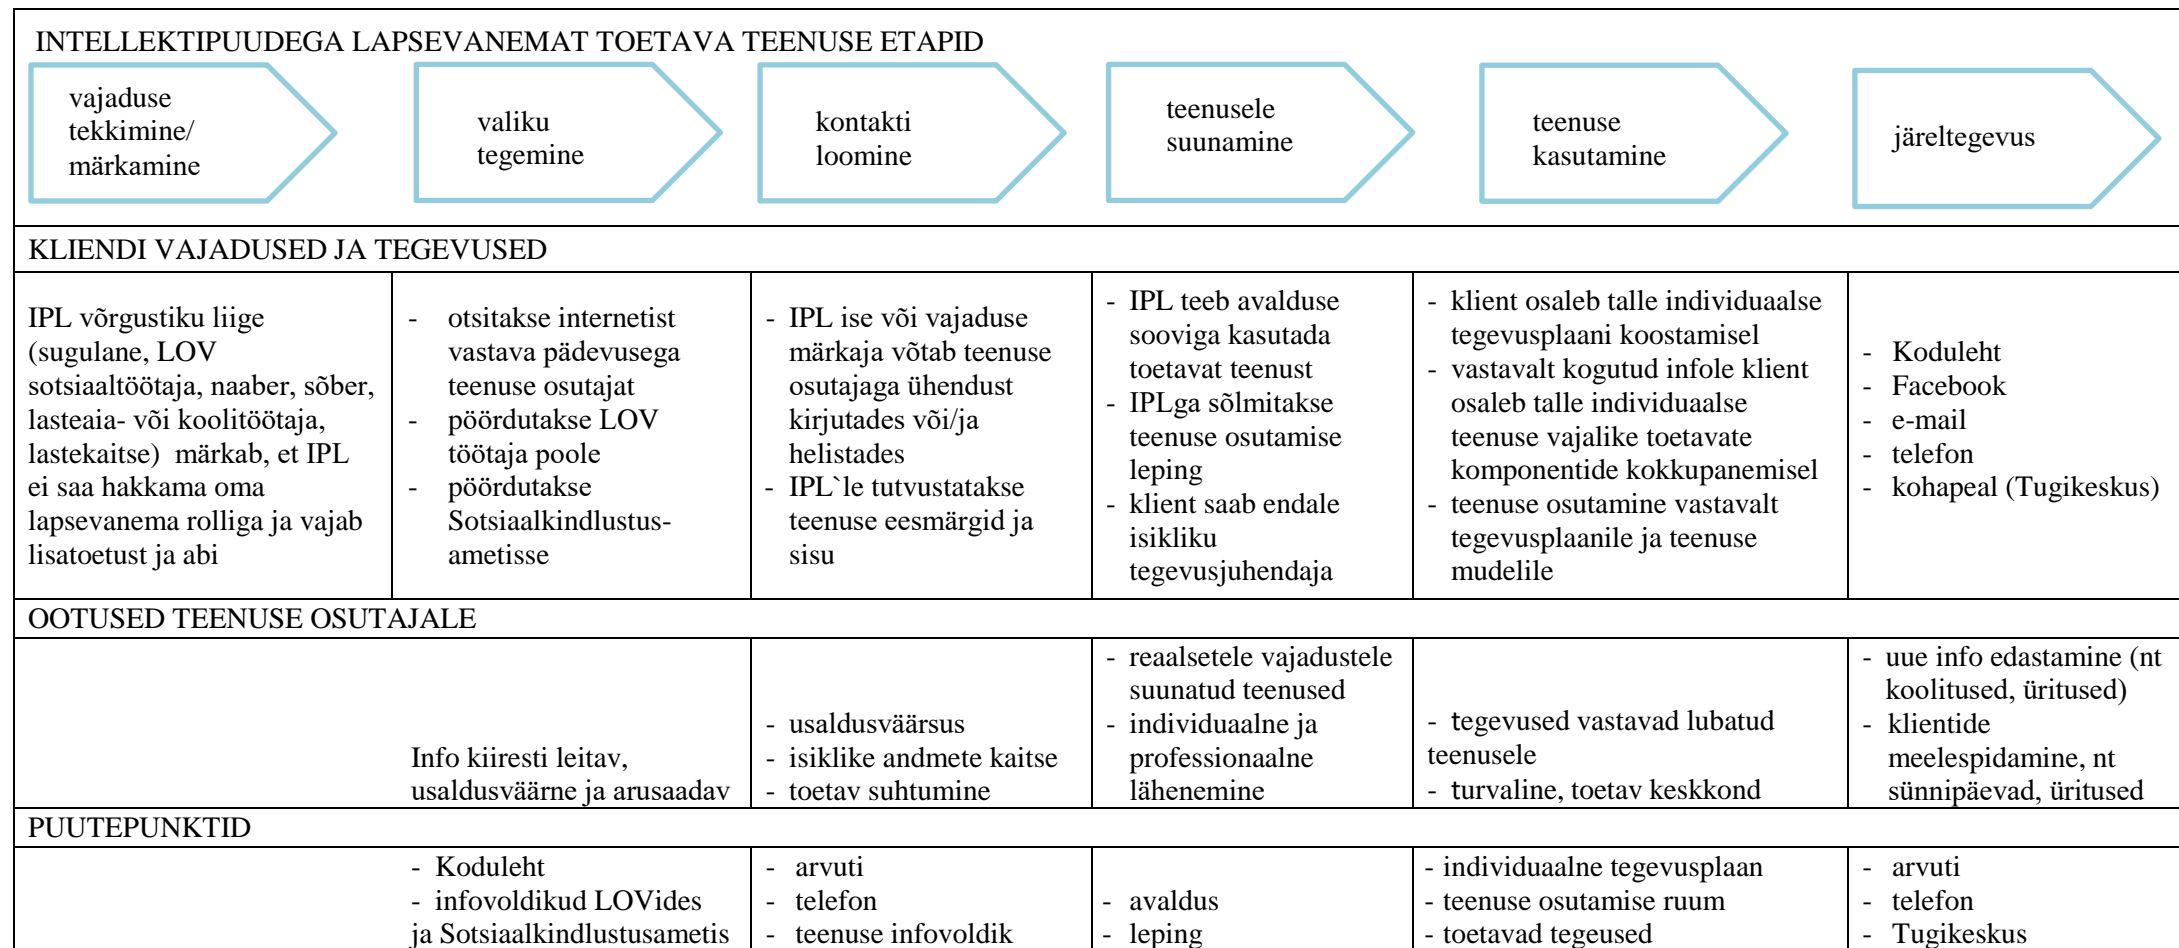 INTELLEKTIPUUDEGA LAPSEVANEMAT TOETAVA TEENUSE ETAPID
vajaduse
tekkimine/
märkamine
valiku
tegemine
kontakti
loomine
teenusele
suunamine
teenuse
kasutamine
järeltegevus
KLIENDI VAJADUSED JA TEGEVUSED
IPL võrgustiku liige
(sugulane, LOV
sotsiaaltöötaja, naaber, sõber,
lasteaia- või koolitöötaja,
lastekaitse)  märkab, et IPL
ei saa hakkama oma
lapsevanema rolliga ja vajab
lisatoetust ja abi
- otsitakse internetist
vastava pädevusega
teenuse osutajat
- pöördutakse LOV
töötaja poole
- pöördutakse
Sotsiaalkindlustus-
ametisse
- IPL ise või vajaduse
märkaja võtab teenuse
osutajaga ühendust
kirjutades või/ja
helistades
- IPL`le tutvustatakse
teenuse eesmärgid ja
sisu
- IPL teeb avalduse
sooviga kasutada
toetavat teenust
- IPLga sõlmitakse
teenuse osutamise
leping
- klient saab endale
isikliku
tegevusjuhendaja
- klient osaleb talle individuaalse
tegevusplaani koostamisel
- vastavalt kogutud infole klient
osaleb talle individuaalse
teenuse vajalike toetavate
komponentide kokkupanemisel
- teenuse osutamine vastavalt
tegevusplaanile ja teenuse
mudelile
- Koduleht
- Facebook
- e-mail
- telefon
- kohapeal (Tugikeskus)
OOTUSED TEENUSE OSUTAJALE
Info kiiresti leitav,
usaldusväärne ja arusaadav
- usaldusväärsus
- isiklike andmete kaitse
- toetav suhtumine
- reaalsetele vajadustele
suunatud teenused
- individuaalne ja
professionaalne
lähenemine
- tegevused vastavad lubatud
teenusele
- turvaline, toetav keskkond
- uue info edastamine (nt
koolitused, üritused)
- klientide
meelespidamine, nt
sünnipäevad, üritused
PUUTEPUNKTID
- Koduleht
- infovoldikud LOVides
ja Sotsiaalkindlustusametis
- arvuti
- telefon
- teenuse infovoldik
- avaldus
- leping
- individuaalne tegevusplaan
- teenuse osutamise ruum
- toetavad tegeused
- arvuti
- telefon
- Tugikeskus